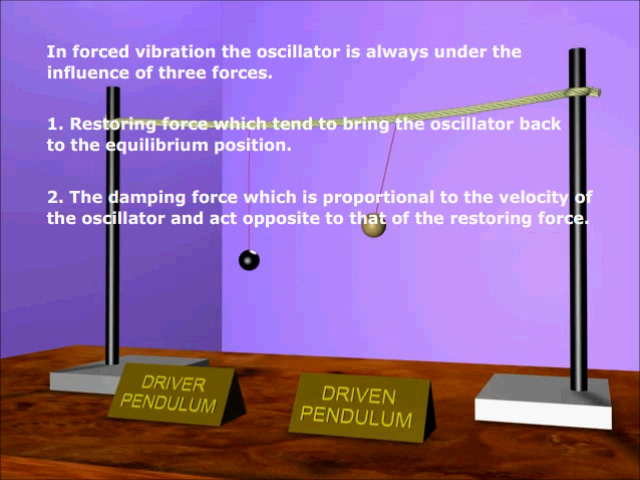 In forced vibration the oscillator is always under the
influence of three forces.
1. Restoring force which tend to bring the oscillator back
to the equilibrium position.
2. The damping force which is proportional to the velocity of
the oscillator and act opposite to that of the restoring force.
DRIVER
PENDULUM
DRIVEN
PENDULUM